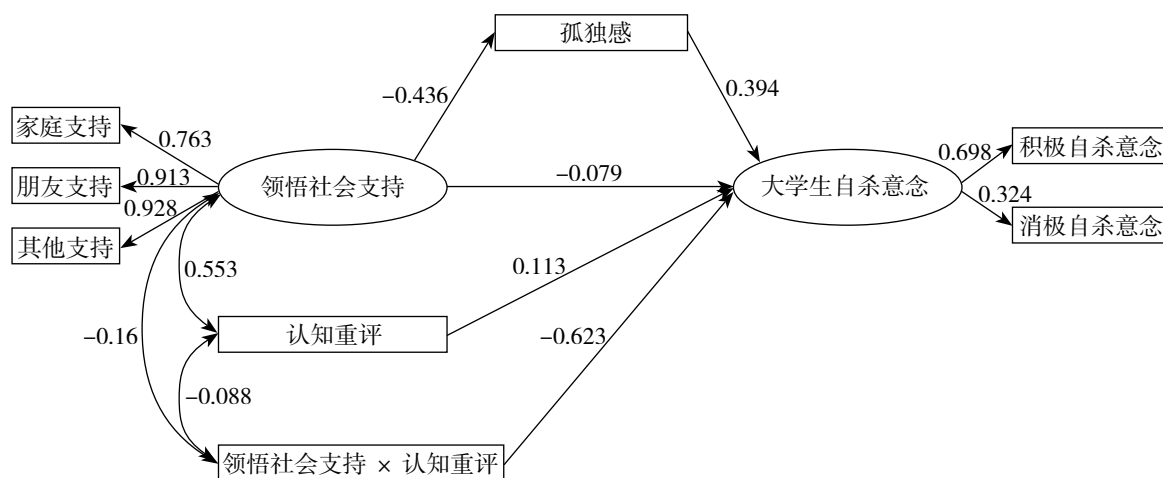 孤独感
-0.436
0.394
家庭支持
0.763
朋友支持
0.913
其他支持
0.928
领悟社会支持
-0.079
大学生自杀意念
0.698
积极自杀意念
0.324
消极自杀意念
0.553
0.113
认知重评
-0.16
-0.623
-0.088
领悟社会支持 × 认知重评